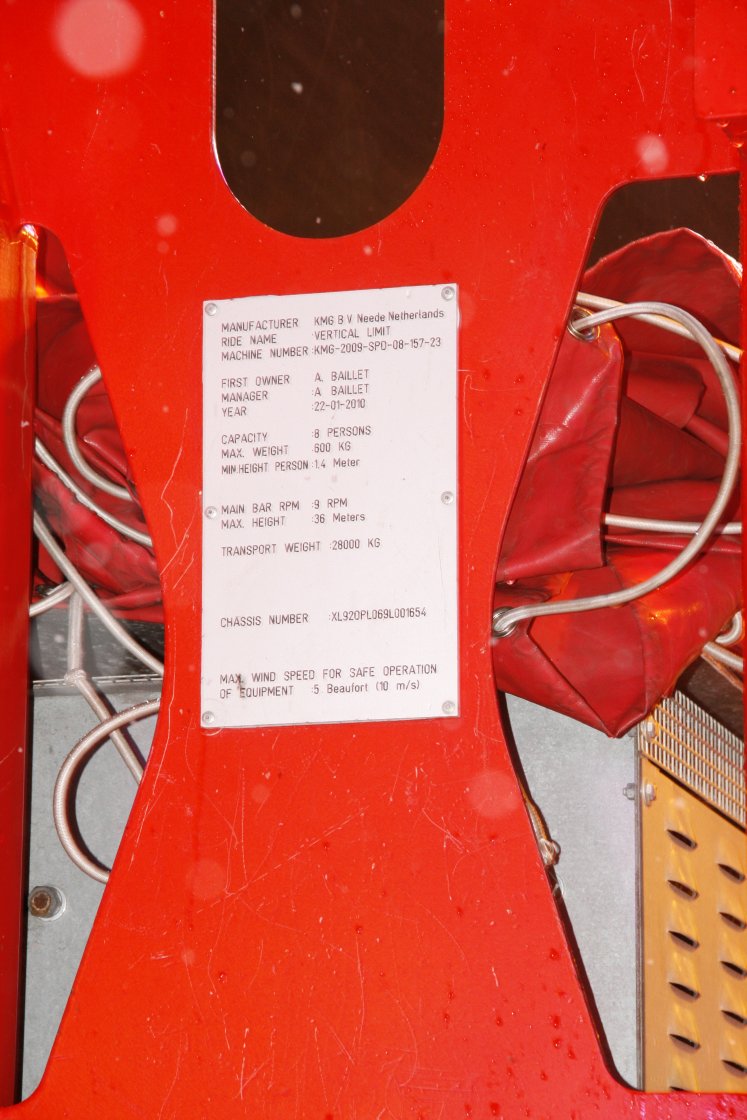 MANUFACTURER KMG B.V. Neede Netherlands
RIDE NAME :VERTICAL LIMIT
MACHINE NUMBER :KMG-2009-SPD-08-157-23
FIRST OWNER :A. BAILLET
MANAGER :A. BAILLET
YEAR :22-01-2010
CAPACITY :8 PERSONS
MAX. WEIGHT :600 KG
MIN.HEIGHT PERSON :1.4 Meter
MAIN BAR RPM :9 RPM
MAX. HEIGHT :36 Meters
TRANSPORT WEIGHT :28000 KG
CHASSIS NUMBER :XL920PL069L001654
MAX. WIND SPEED FOR SAFE OPERATION
OF EQUIPMENT :5 Beaufort (10 m/s)